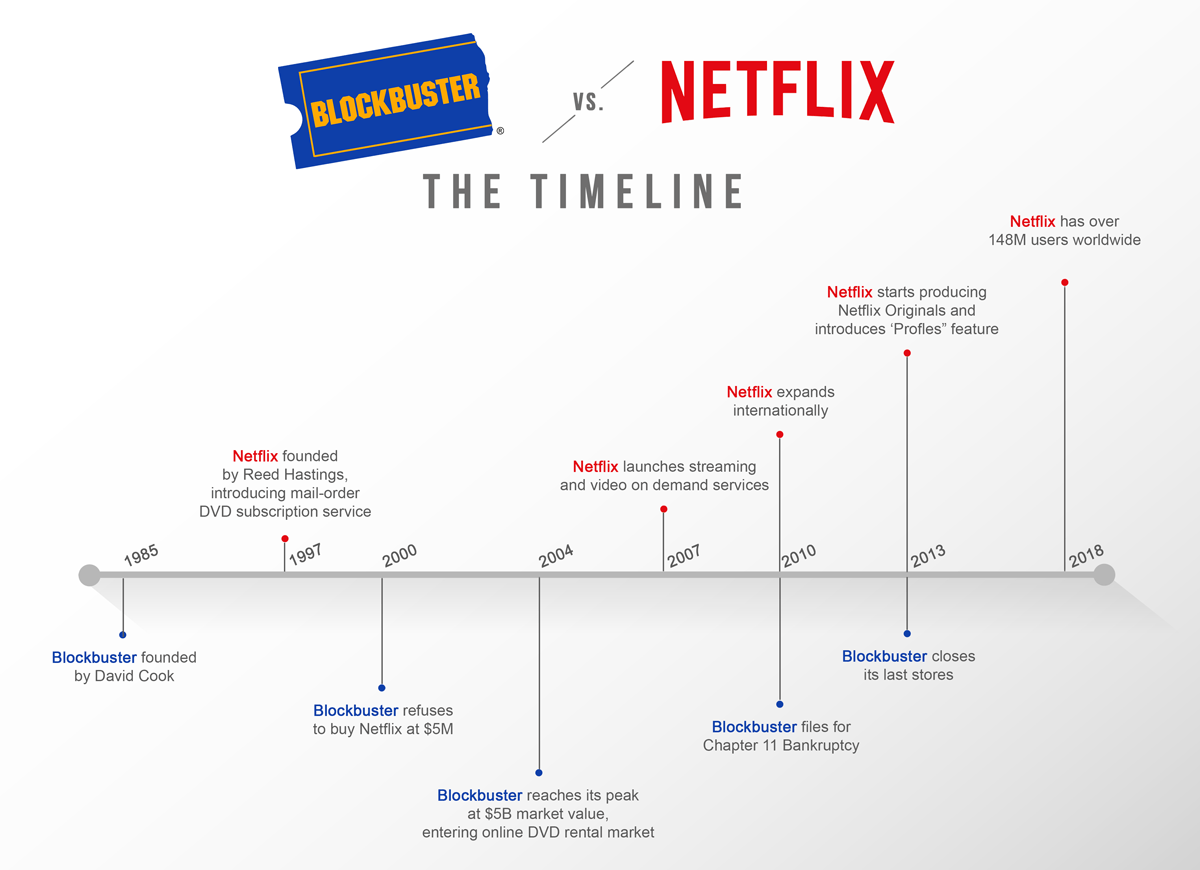 BLOCKBUSTER
®
VS.
NETFLIX
THE TIMELINE
Netflix has over
148M users worldwide
Netflix starts producing
Netflix Originals and
introduces ‘Profles” feature
Netflix expands
internationally
Netflix launches streaming
and video on demand services
Netflix founded
by Reed Hastings,
introducing mail-order
DVD subscription service
1985
1997
2000
2004
2007
2010
2013
2018
Blockbuster founded
by David Cook
Blockbuster refuses
to buy Netflix at $5M
Blockbuster reaches its peak
at $5B market value,
entering online DVD rental market
Blockbuster files for
Chapter 11 Bankruptcy
Blockbuster closes
its last stores